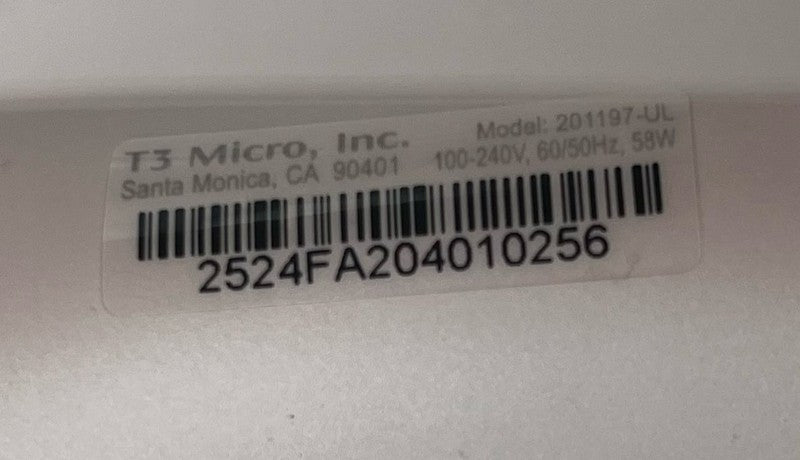 T3 Micro, Inc. Model: 201197-UL
Santa Monica, CA 90401 100-240V, 60/50Hz, 58W
2524FA204010256